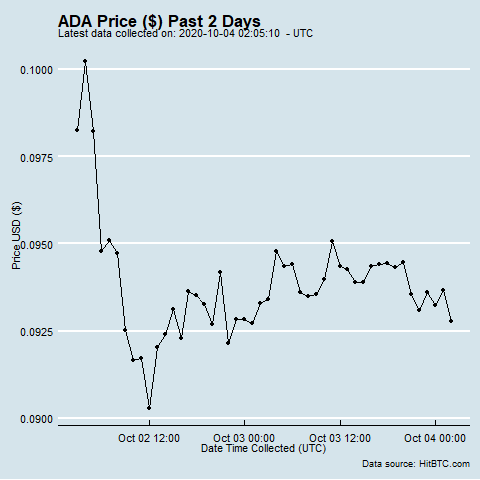 ADA Price ($) Past 2 Days
Latest data collected on: 2020-10-04 02:05:10  - UTC
0.1000
0.0975
0.0950
0.0925
0.0900
Price USD ($)
Oct 02 12:00
Oct 03 00:00
Oct 03 12:00
Oct 04 00:00
Date Time Collected (UTC)
Data source: HitBTC.com